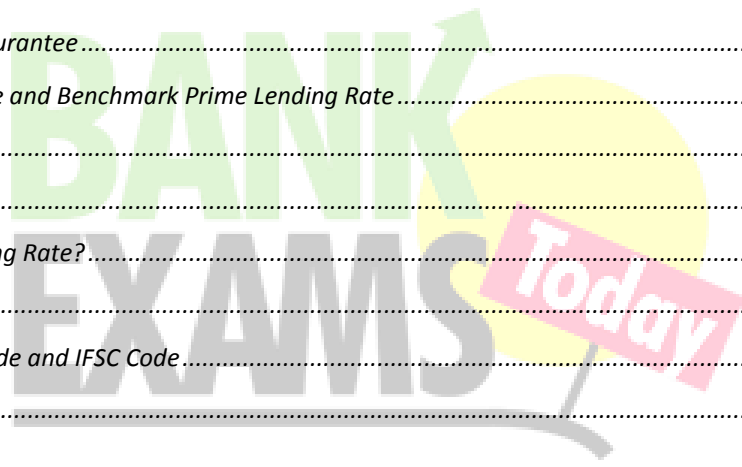 urantee
e and Benchmark Prime Lending Rate
ng Rate?
de and IFSC Code
BANK
EXAMS
Today